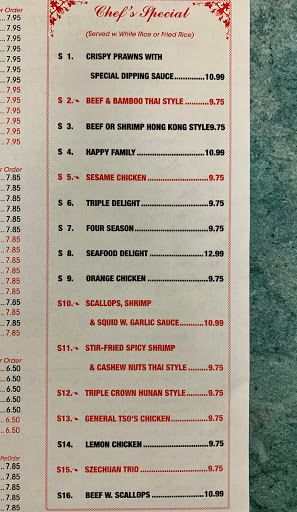 r Order
Chef's Special
(Served w. White Rice or Fried Rice)
.. 7.95
.. 7.95
.. 7.95
.. 7.95
.. 7.95
.. 7.95
.. 7.95
.. 7.95
.. 7.95
.. 7.95
S 1. CRISPY PRAWNS WITH
SPECIAL DIPPING SAUCE..............10.99
S 2. BEEF & BAMBOO THAI STYLE...........9.75
S 3. BEEF OR SHRIMP HONG KONG STYLE9.75
S 4. HAPPY FAMILY..............................10.99
S 5. SESAME CHICKEN..........................9.75
S 6. TRIPLE DELIGHT.............................9.75
S 7. FOUR SEASON................................9.75
S 8. SEAFOOD DELIGHT.......................12.99
S 9. ORANGE CHICKEN..........................9.75
S10. SCALLOPS, SHRIMP
& SQUID W. GARLIC SAUCE...........10.99
S11. STIR-FRIED SPICY SHRIMP
& CASHEW NUTS THAI STYLE.........9.75
S12. TRIPLE CROWN HUNAN STYLE.........9.75
S13. GENERAL TSO'S CHICKEN...............9.75
S14. LEMON CHICKEN............................9.75
S15. SZECHUAN TRIO.............................9.75
S16. BEEF W. SCALLOPS.......................10.99
r Order
.. 7.85
.. 7.85
.. 7.85
.. 7.85
.. 7.85
.. 7.85
.. 7.85
.. 7.85
.. 7.85
.. 7.85
.. 7.85
.. 7.85
r Order
.. 6.50
.. 6.50
.. 6.50
.. 6.50
.. 6.50
.. 6.50
PerOrder
.. 7.85
.. 7.85
.. 7.85
.. 7.85